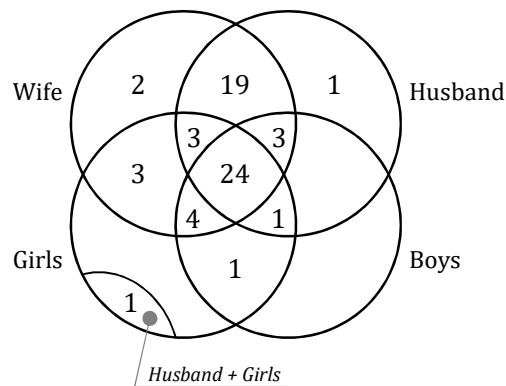 2 19 1
Wife Husband
3 3
3 24
4 1
Girls 1 Boys
1
Husband + Girls